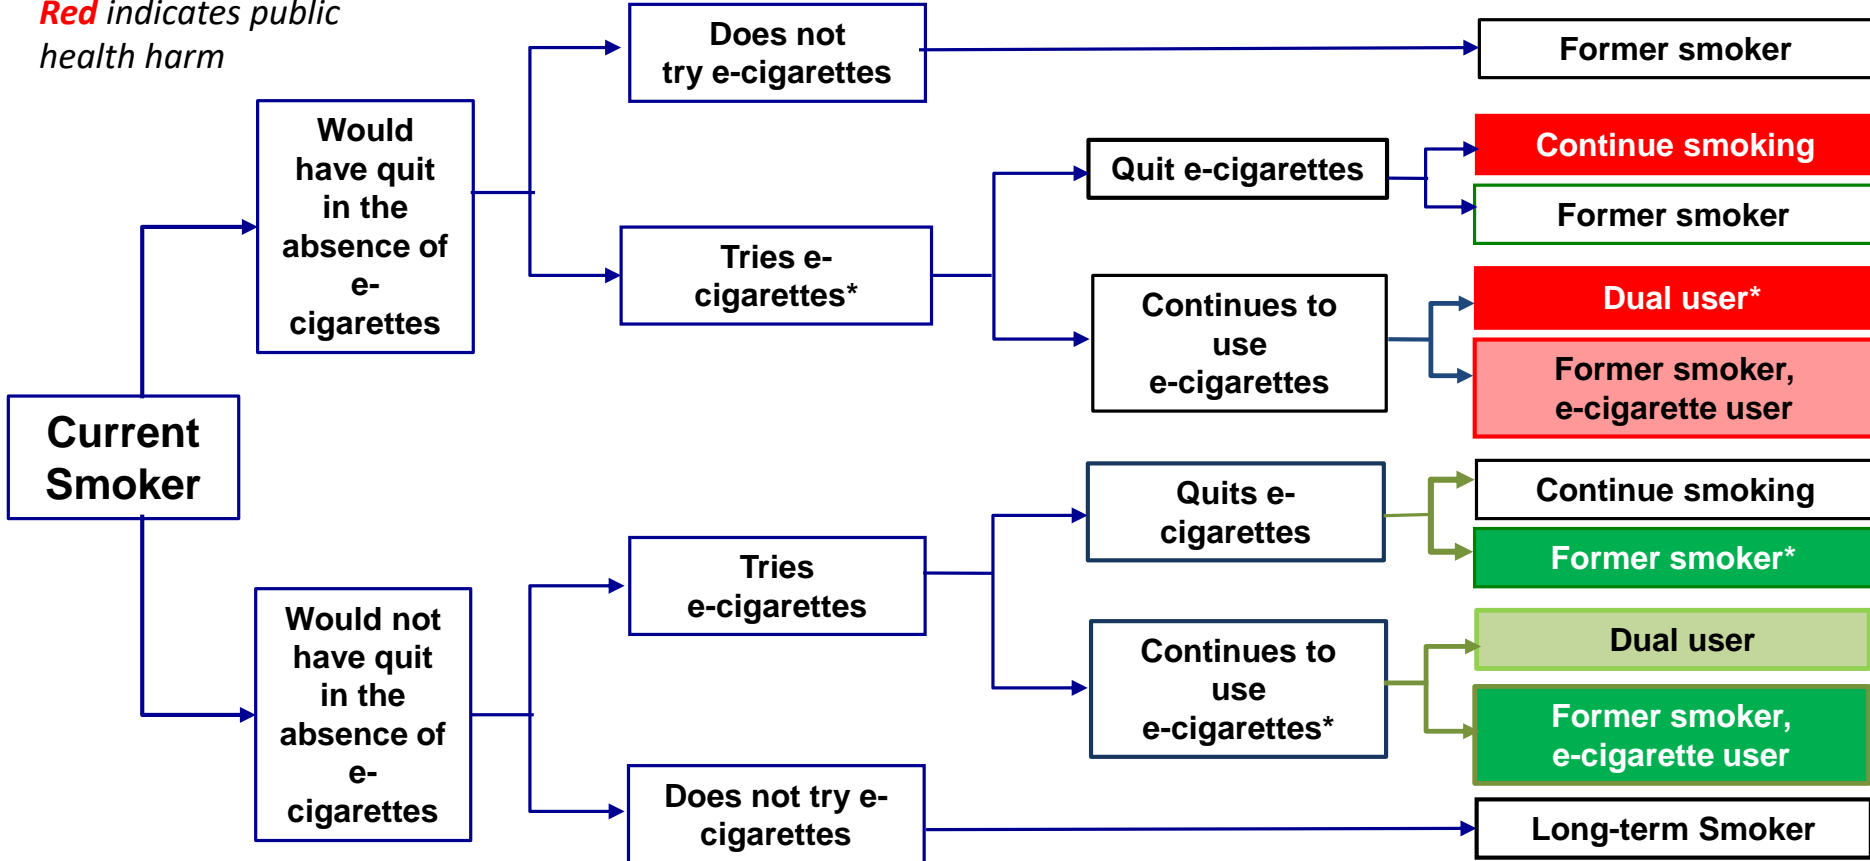 Red indicates public
health harm
Does not
try e-cigarettes
Former smoker
Would
have quit
in the
absence of
e-
cigarettes
Quit e-cigarettes
Continue smoking
Former smoker
Tries e-
cigarettes*
Continues to
use
e-cigarettes
Dual user*
Former smoker,
e-cigarette user
Current
Smoker
Quits e-
cigarettes
Continue smoking
Former smoker*
Tries
e-cigarettes
Would not
have quit
in the
absence of
e-
cigarettes
Continues to
use
e-cigarettes*
Dual user
Former smoker,
e-cigarette user
Does not try e-
cigarettes
Long-term Smoker